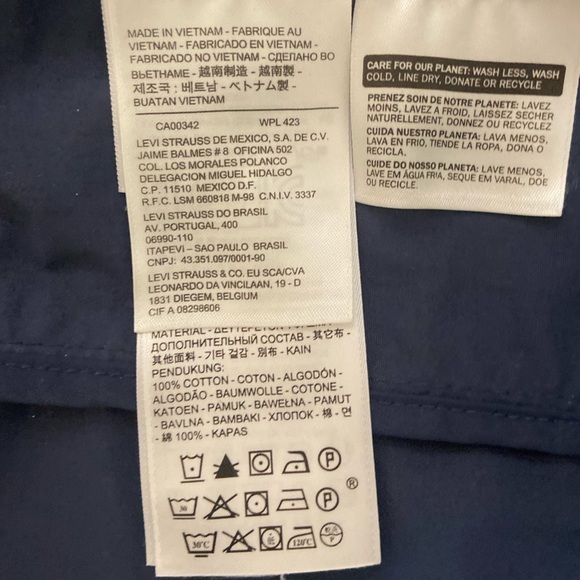 MADE IN VIETNAM - FABRIQUE AU
VIETNAM - FABRICADO EN VIETNAM -
FABRICADO NO VIETNAM - СДЕЛАНО ВО
ВЬЕТНАМЕ - 越南制造 - 越南製 -
제조국 : 베트남 - ベトナム製 -
BUATAN VIETNAM
CA00342 WPL 423
LEVI STRAUSS DE MEXICO, S.A. DE C.V.
JAIME BALMES # 8 OFICINA 502
COL. LOS MORALES POLANCO
DELEGACION MIGUEL HIDALGO
C.P. 11510 MEXICO D.F.
R.F.C. LSM 660818 M-98 C.N.I.V. 3337
LEVI STRAUSS DO BRASIL
AV. PORTUGAL, 400
06990-110
ITAPEVI – SAO PAULO BRASIL
CNPJ: 43.351.097/0001-90
LEVI STRAUSS & CO. EU SCA/CVA
LEONARDO DA VINCILAAN, 19 - D
1831 DIEGEM, BELGIUM
CIF A 08298606
MATERIAL -
ДОПОЛНИТЕЛЬНЫЙ СОСТАВ - 其它布 -
其他面料 - 기타 겉감 - 別布 - KAIN
PENDUKUNG:
100% COTTON - COTON - ALGODÓN -
ALGODÃO - BAUMWOLLE - COTONE -
KATOEN - PAMUK - BAWEŁNA - PAMUT
- BAVLNA - BAMBAKI - ХЛОПОК - 棉 - 면
- 綿 100% - KAPAS
P
®
30 P
30°C 120°C
CARE FOR OUR PLANET: WASH LESS, WASH
COLD, LINE DRY, DONATE OR RECYCLE
PRENEZ SOIN DE NOTRE PLANETE: LAVEZ
MOINS, LAVEZ A FROID, LAISSEZ SECHER
NATURELLEMENT, DONNEZ OU RECYCLEZ
CUIDA NUESTRO PLANETA: LAVA MENOS,
LAVA EN FRIO, TIENDE LA ROPA, DONA O
RECICLA.
CUIDE DO NOSSO PLANETA: LAVE MENOS,
LAVE EM ÁGUA FRIA, SEQUE EM VARAL, DOE
OU RECICLE.